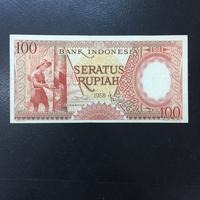 100
BANK INDONESIA
SERATUS
RUPIAH
1958
100